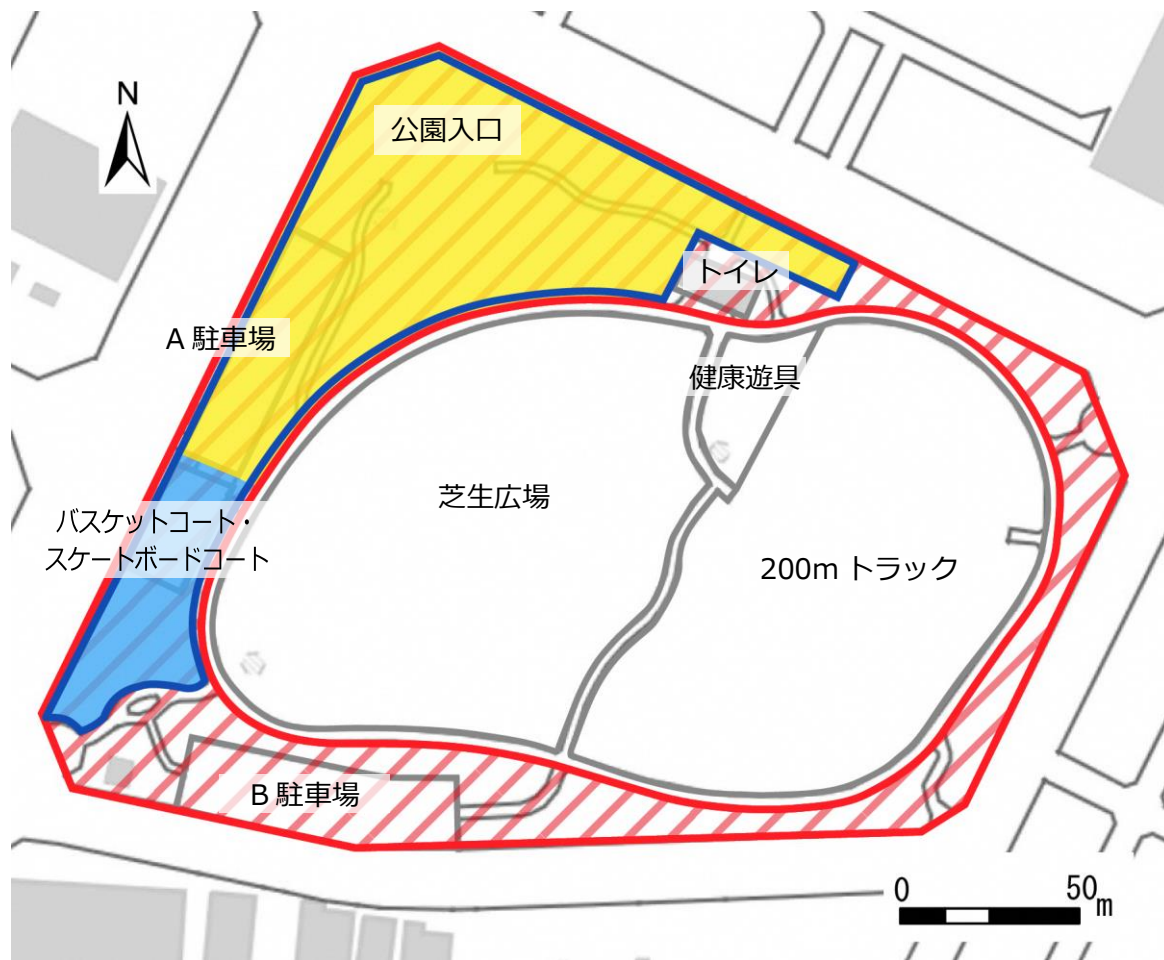 N
公園入口
トイレ
A 駐車場
健康遊具
芝生広場
バスケットコート・
スケートボードコート
200m トラック
B 駐車場
0 50m